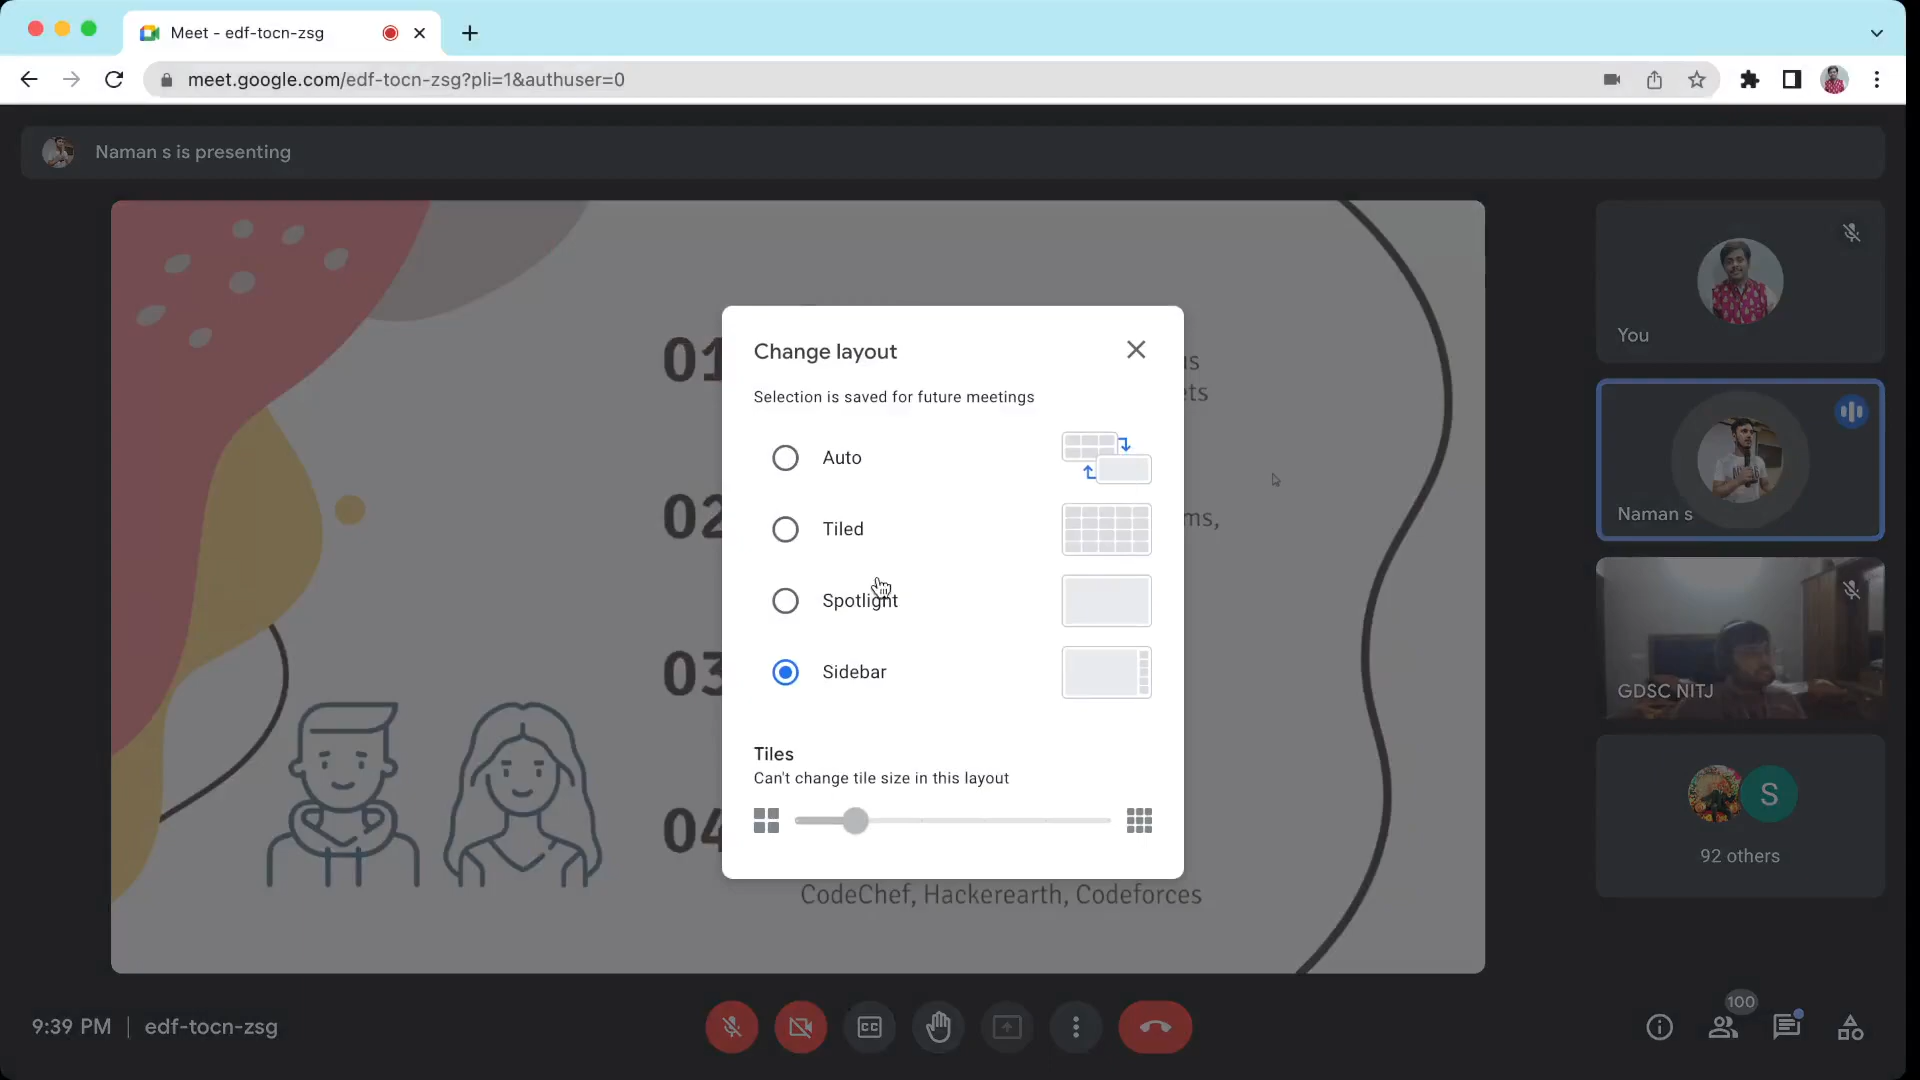 Meet - edf-tocn-zsg
meet.google.com/edf-tocn-zsg?pli=1&authuser=0
Naman s is presenting
You
Naman s
GDSC NITJ
S
92 others
01
02
03
04
CodeChef, Hackerearth, Codeforces
Change layout
Selection is saved for future meetings
Auto
Tiled
Spotlight
Sidebar
Tiles
Can't change tile size in this layout
9:39 PM | edf-tocn-zsg
CC
100